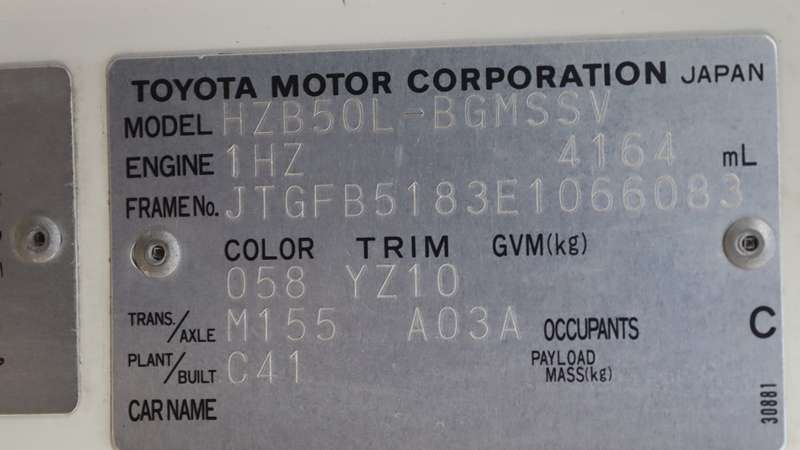 TOYOTA MOTOR CORPORATION JAPAN
MODEL HZB50L-BGMSSV
ENGINE 1HZ 4164 mL
FRAME No. JTGFB5183E1066083
COLOR TRIM GVM(kg)
058 YZ10
TRANS./AXLE M155 A03A OCCUPANTS C
PLANT/BUILT C41 PAYLOAD MASS(kg)
CAR NAME
30881